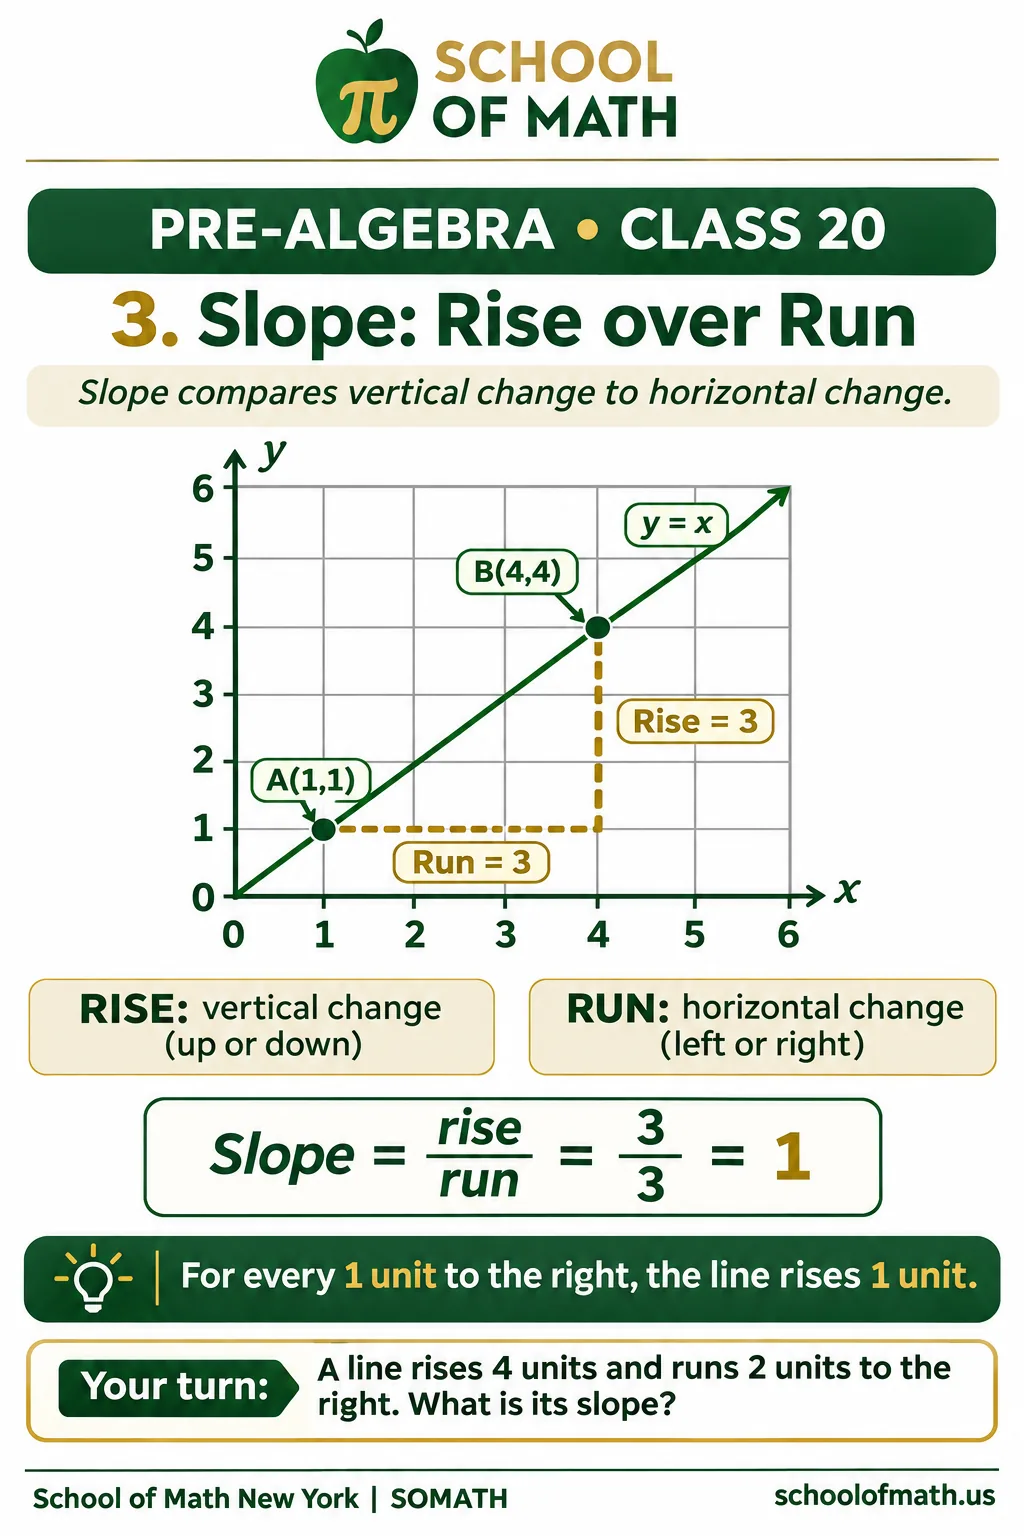 π
SCHOOL
OF MATH
PRE-ALGEBRA • CLASS 20
3. Slope: Rise over Run
Slope compares vertical change to horizontal change.
y
6
y = x
5
B(4,4)
4
3
Rise = 3
2
A(1,1)
1
Run = 3
0
x
0 1 2 3 4 5 6
RISE: vertical change
(up or down)
RUN: horizontal change
(left or right)
Slope = rise/run = 3/3 = 1
For every 1 unit to the right, the line rises 1 unit.
Your turn:
A line rises 4 units and runs 2 units to the
right. What is its slope?
School of Math New York | SOMATH
schoolofmath.us